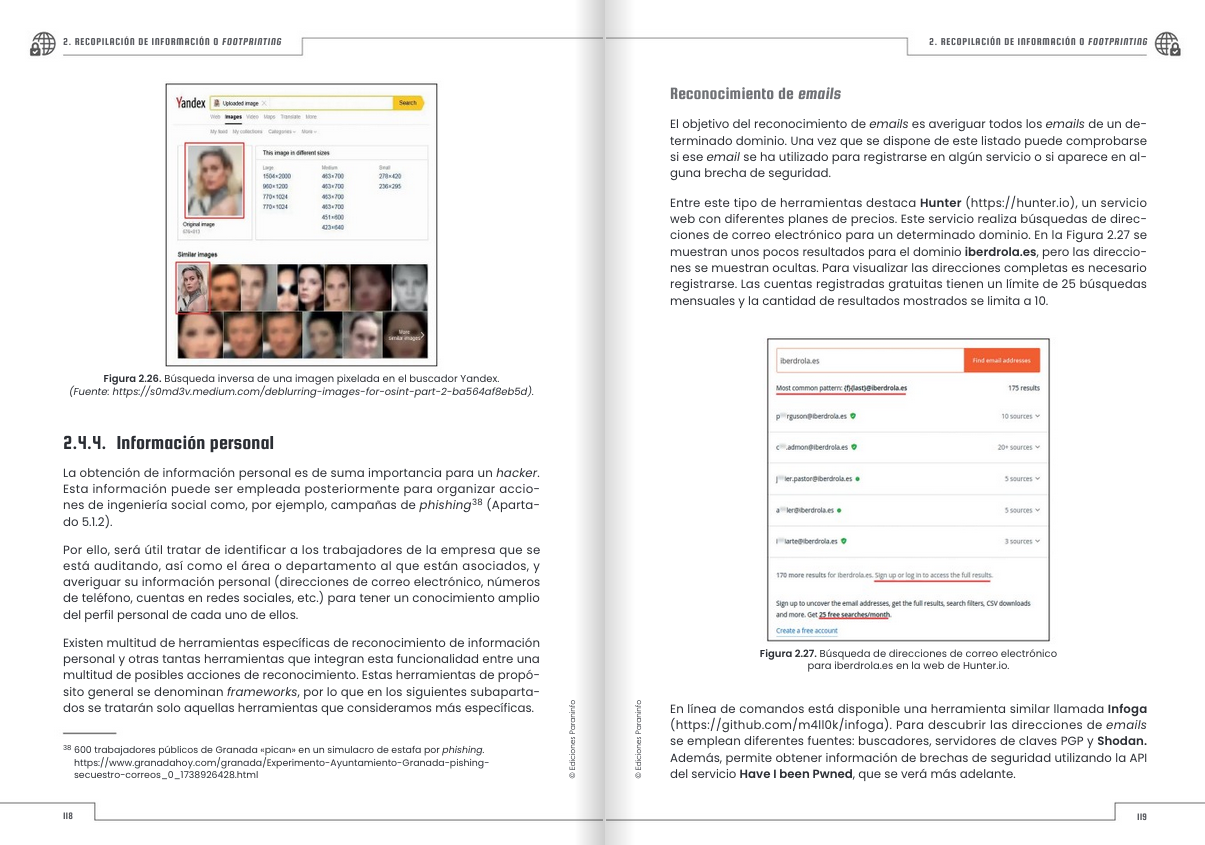 2. RECOPILACIÓN DE INFORMACIÓN O FOOTPRINTING
Yandex
Uploaded image
Search
Web Images Video Maps Translate More
My feed My collections Categories More
This image in different sizes
Large Medium Small
1504×2000 463×700 278×420
960×1200 463×700 236×295
770×1024 463×700
770×1024 463×700
451×600
423×640
Original image
Similar images
More
similar images
Figura 2.26. Búsqueda inversa de una imagen pixelada en el buscador Yandex.
(Fuente: https://s0md3v.medium.com/deblurring-images-for-osint-part-2-ba564af8eb5d).
2.4.4. Información personal
La obtención de información personal es de suma importancia para un hacker.
Esta información puede ser empleada posteriormente para organizar accio-
nes de ingeniería social como, por ejemplo, campañas de phishing³⁸ (Aparta-
do 5.1.2).
Por ello, será útil tratar de identificar a los trabajadores de la empresa que se
está auditando, así como el área o departamento al que están asociados, y
averiguar su información personal (direcciones de correo electrónico, números
de teléfono, cuentas en redes sociales, etc.) para tener un conocimiento amplio
del perfil personal de cada uno de ellos.
Existen multitud de herramientas específicas de reconocimiento de información
personal y otras tantas herramientas que integran esta funcionalidad entre una
multitud de posibles acciones de reconocimiento. Estas herramientas de propó-
sito general se denominan frameworks, por lo que en los siguientes subaparta-
dos se tratarán solo aquellas herramientas que consideramos más específicas.
³⁸ 600 trabajadores públicos de Granada «pican» en un simulacro de estafa por phishing.
https://www.granadahoy.com/granada/Experimento-Ayuntamiento-Granada-pishing-
secuestro-correos_0_1738926428.html
© Ediciones Paraninfo
118
2. RECOPILACIÓN DE INFORMACIÓN O FOOTPRINTING
Reconocimiento de emails
El objetivo del reconocimiento de emails es averiguar todos los emails de un de-
terminado dominio. Una vez que se dispone de este listado puede comprobarse
si ese email se ha utilizado para registrarse en algún servicio o si aparece en al-
guna brecha de seguridad.
Entre este tipo de herramientas destaca Hunter (https://hunter.io), un servicio
web con diferentes planes de precios. Este servicio realiza búsquedas de direc-
ciones de correo electrónico para un determinado dominio. En la Figura 2.27 se
muestran unos pocos resultados para el dominio iberdrola.es, pero las direccio-
nes se muestran ocultas. Para visualizar las direcciones completas es necesario
registrarse. Las cuentas registradas gratuitas tienen un límite de 25 búsquedas
mensuales y la cantidad de resultados mostrados se limita a 10.
iberdrola.es
Find email addresses
Most common pattern: {f}{last}@iberdrola.es 175 results
p rguson@iberdrola.es 10 sources
c .admon@iberdrola.es 20+ sources
j ier.pastor@iberdrola.es 5 sources
a ler@iberdrola.es 5 sources
iarte@iberdrola.es 3 sources
170 more results for iberdrola.es. Sign up or log in to access the full results.
Sign up to uncover the email addresses, get the full results, search filters, CSV downloads
and more. Get 25 free searches/month.
Create a free account
Figura 2.27. Búsqueda de direcciones de correo electrónico
para iberdrola.es en la web de Hunter.io.
En línea de comandos está disponible una herramienta similar llamada Infoga
(https://github.com/m4ll0k/infoga). Para descubrir las direcciones de emails
se emplean diferentes fuentes: buscadores, servidores de claves PGP y Shodan.
Además, permite obtener información de brechas de seguridad utilizando la API
del servicio Have I been Pwned, que se verá más adelante.
© Ediciones Paraninfo
119